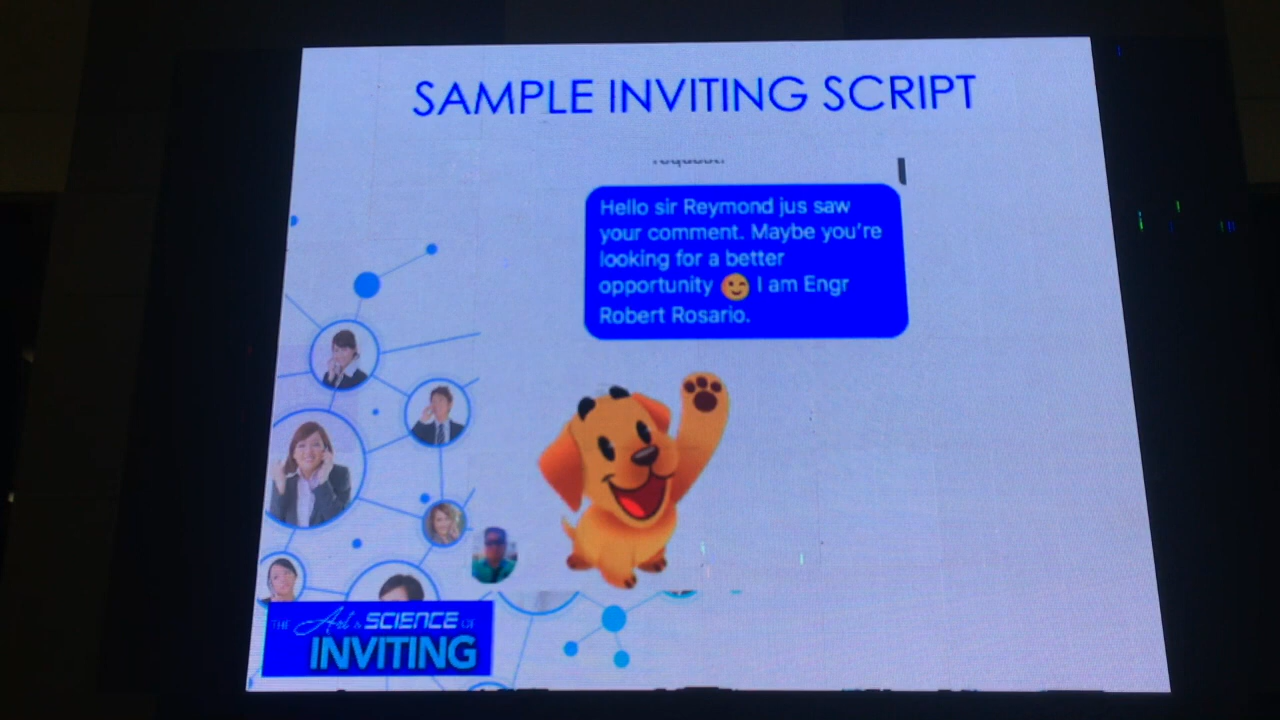 SAMPLE INVITING SCRIPT
Hello sir Reymond jus saw
your comment. Maybe you're
looking for a better
opportunity 😉 I am Engr
Robert Rosario.
THE Art & SCIENCE OF
INVITING